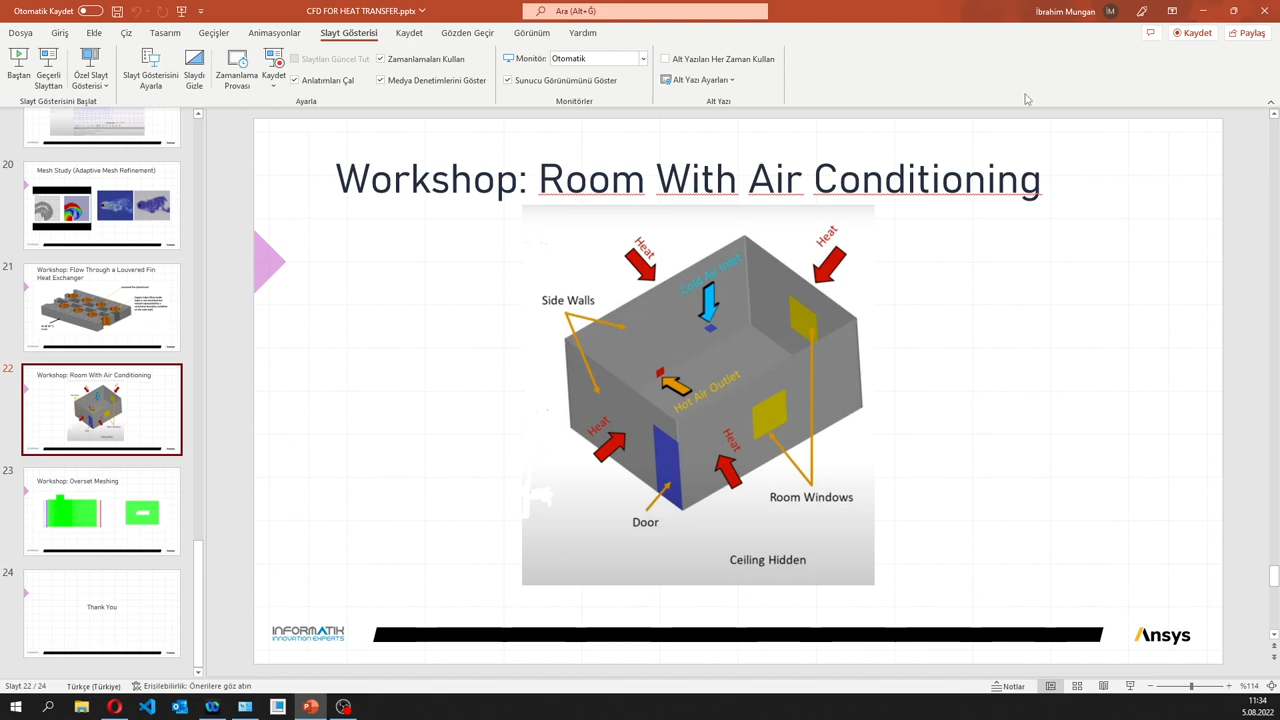 Otomatik Kaydet
CFD FOR HEAT TRANSFER.pptx
Ara (Alt+Ğ)
İbrahim Mungan
İM
Dosya Giriş Ekle Çiz Tasarım Geçişler Animasyonlar Slayt Gösterisi Kaydet Gözden Geçir Görünüm Yardım
Kaydet Paylaş
Baştan
Geçerli Slayttan
Özel Slayt Gösterisi
Slayt Gösterisini Ayarla
Slaydı Gizle
Zamanlama Provası
Kaydet
Slaytları Güncel Tut
Anlatımları Çal
Zamanlamaları Kullan
Medya Denetimlerini Göster
Monitör: Otomatik
Sunucu Görünümünü Göster
Alt Yazıları Her Zaman Kullan
Alt Yazı Ayarları
Slayt Gösterisi Başlat
Ayarla
Monitörler
Alt Yazı
20
Mesh Study (Adaptive Mesh Refinement)
21
Workshop: Flow Through a Louvered Fin
Heat Exchanger
22
Workshop: Room With Air Conditioning
23
Workshop: Overset Meshing
24
Thank You
Workshop: Room With Air Conditioning
Heat
Heat
Cold Air Inlet
Side Walls
Hot Air Outlet
Heat
Heat
Room Windows
Door
Ceiling Hidden
INFORMATIK
INNOVATION EXPERTS
Ansys
Slayt 22 / 24
Türkçe (Türkiye)
Erişilebilirlik: Önerilere göz atın
Notlar
%114
11:34
5.08.2022